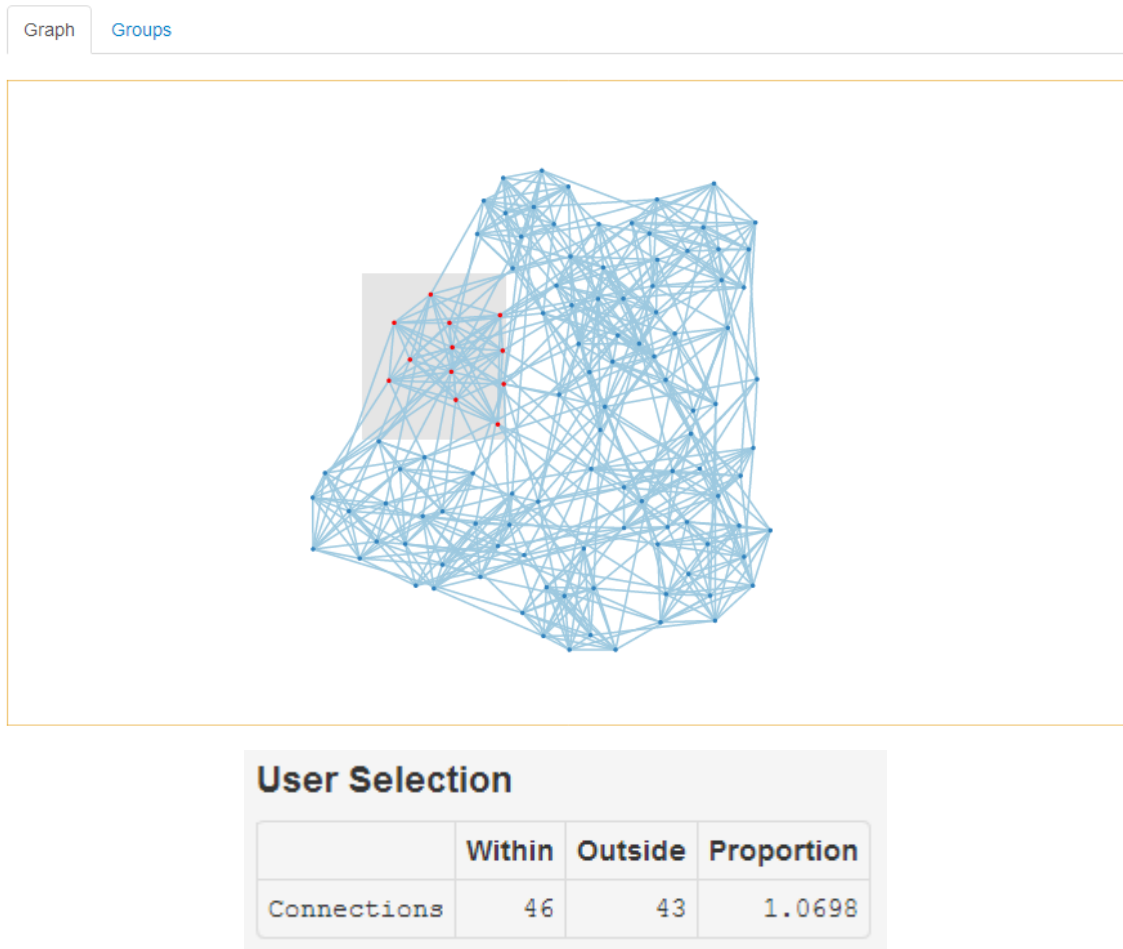 Graph Groups
User Selection
Within Outside Proportion
Connections 46 43 1.0698